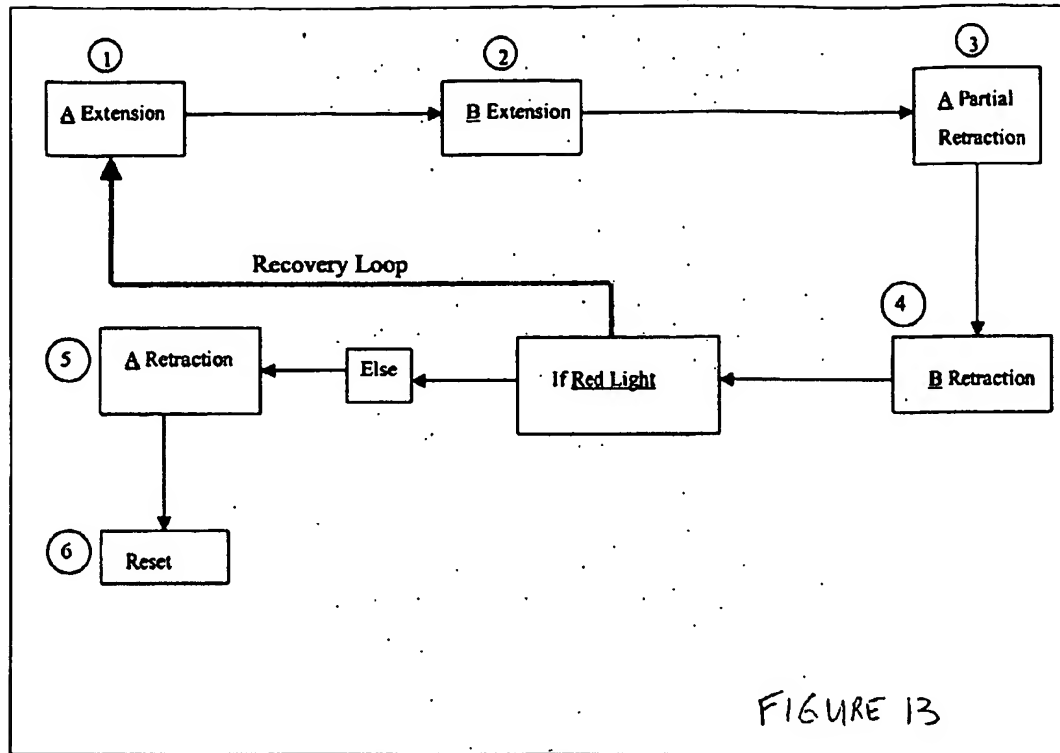 1
2
3
A Extension
B Extension
A Partial
Retraction
Recovery Loop
4
5
A Retraction
Else
If Red Light
B Retraction
6
Reset
FIGURE 13